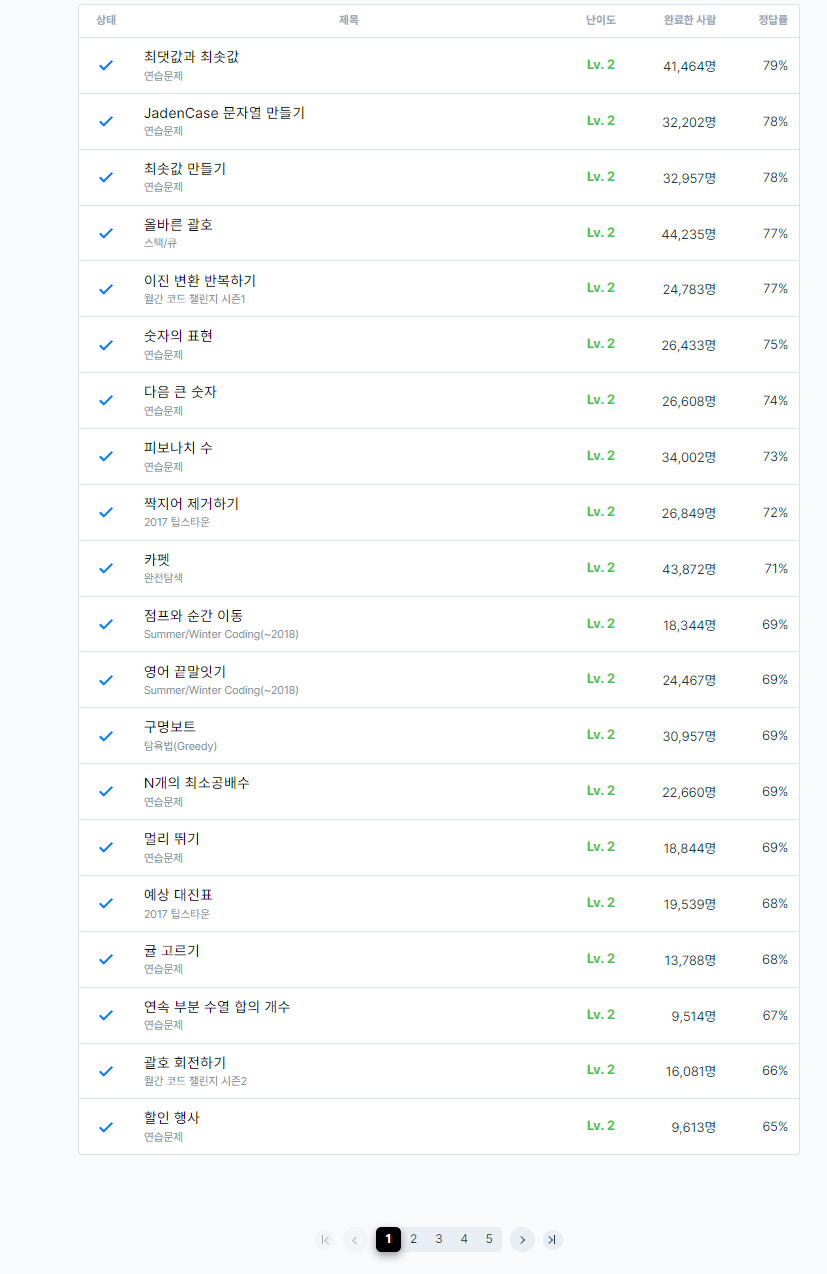 상태 제목 난이도 완료한 사람 정답률
최댓값과 최솟값 Lv. 2 41,464명 79%
연습문제
JadenCase 문자열 만들기 Lv. 2 32,202명 78%
연습문제
최솟값 만들기 Lv. 2 32,957명 78%
연습문제
올바른 괄호 Lv. 2 44,235명 77%
스택/큐
이진 변환 반복하기 Lv. 2 24,783명 77%
월간 코드 챌린지 시즌1
숫자의 표현 Lv. 2 26,433명 75%
연습문제
다음 큰 숫자 Lv. 2 26,608명 74%
연습문제
피보나치 수 Lv. 2 34,002명 73%
연습문제
짝지어 제거하기 Lv. 2 26,849명 72%
2017 팁스타운
카펫 Lv. 2 43,872명 71%
완전탐색
점프와 순간 이동 Lv. 2 18,344명 69%
Summer/Winter Coding(~2018)
영어 끝말잇기 Lv. 2 24,467명 69%
Summer/Winter Coding(~2018)
구명보트 Lv. 2 30,957명 69%
탐욕법(Greedy)
N개의 최소공배수 Lv. 2 22,660명 69%
연습문제
멀리 뛰기 Lv. 2 18,844명 69%
연습문제
예상 대진표 Lv. 2 19,539명 68%
2017 팁스타운
귤 고르기 Lv. 2 13,788명 68%
연습문제
연속 부분 수열 합의 개수 Lv. 2 9,514명 67%
연습문제
괄호 회전하기 Lv. 2 16,081명 66%
월간 코드 챌린지 시즌2
할인 행사 Lv. 2 9,613명 65%
연습문제
1 2 3 4 5